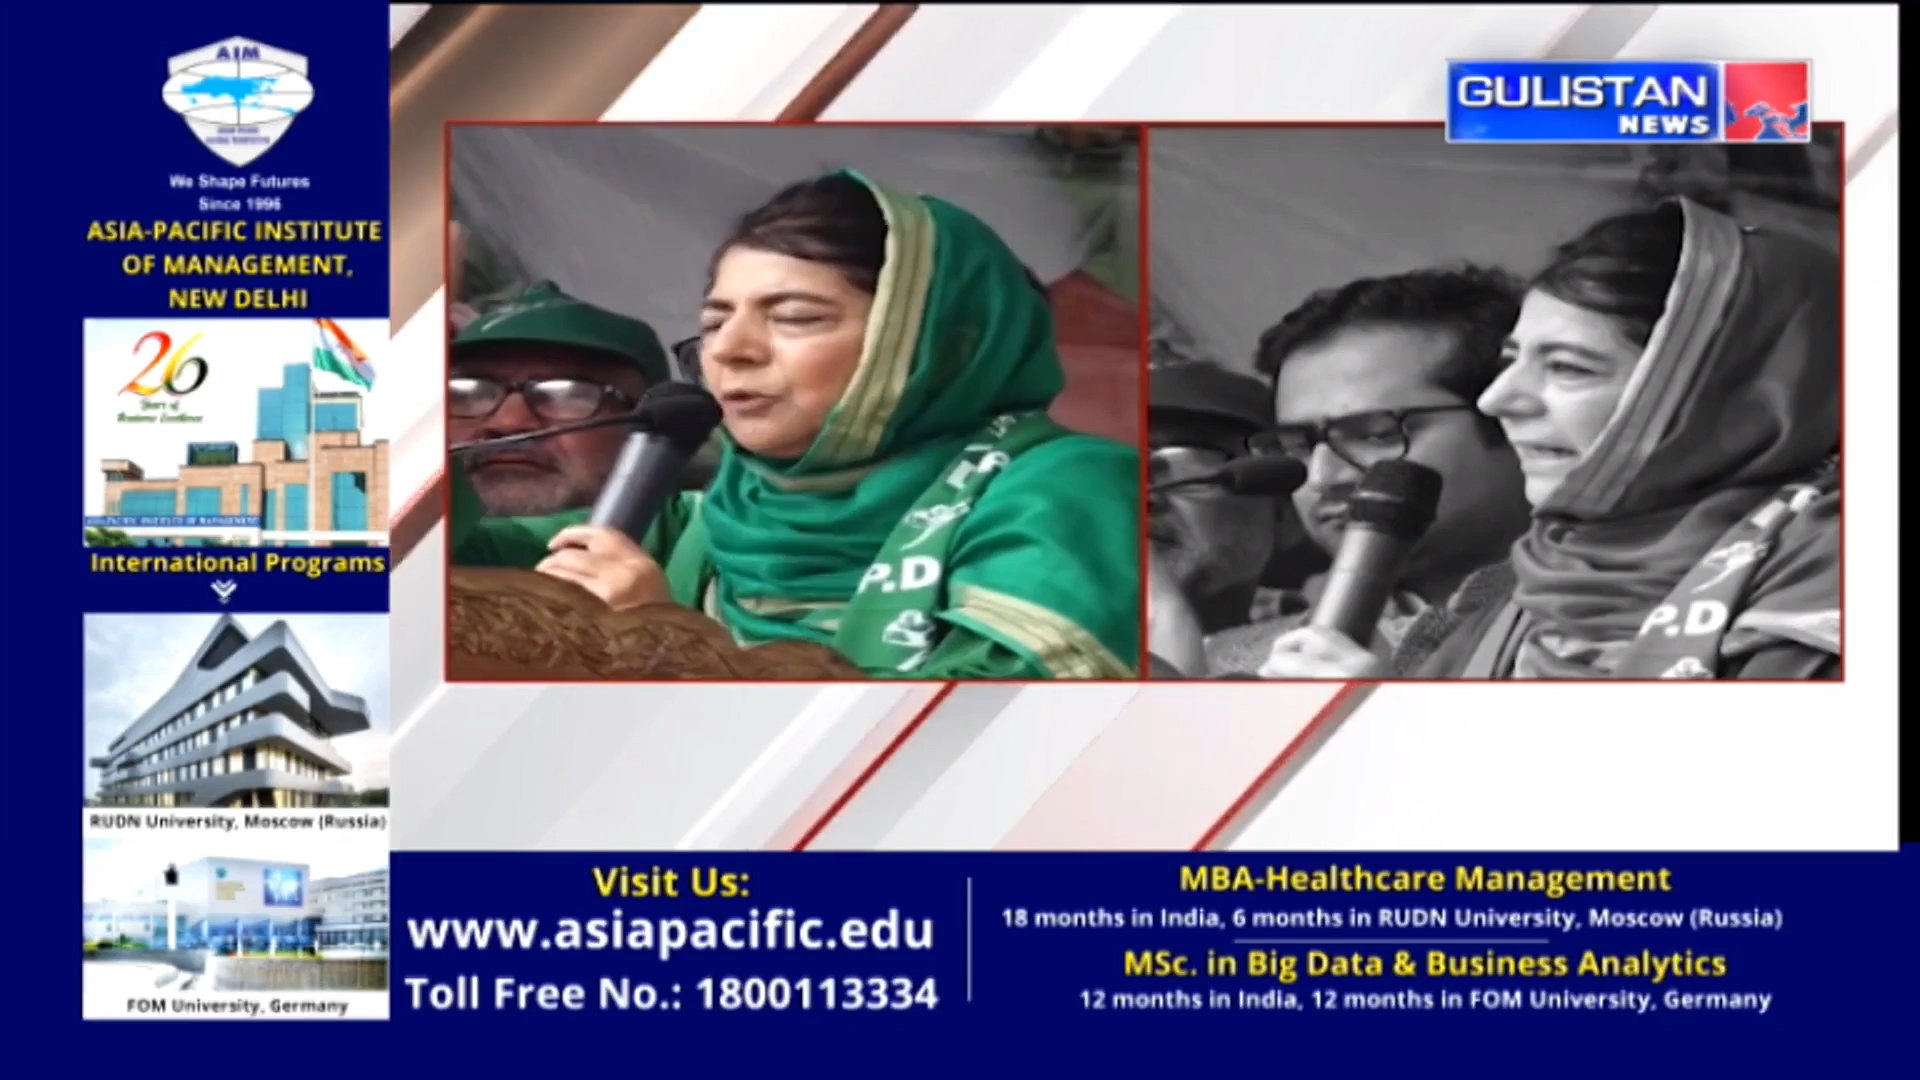 AIM
We Shape Futures
Since 1996
ASIA-PACIFIC INSTITUTE
OF MANAGEMENT,
NEW DELHI
26
Years of
International Programs
RUDN University, Moscow (Russia)
FOM University, Germany
GULISTAN
NEWS
P.D
P.D
Visit Us:
www.asiapacific.edu
Toll Free No.: 1800113334
MBA-Healthcare Management
18 months in India, 6 months in RUDN University, Moscow (Russia)
MSc. in Big Data & Business Analytics
12 months in India, 12 months in FOM University, Germany